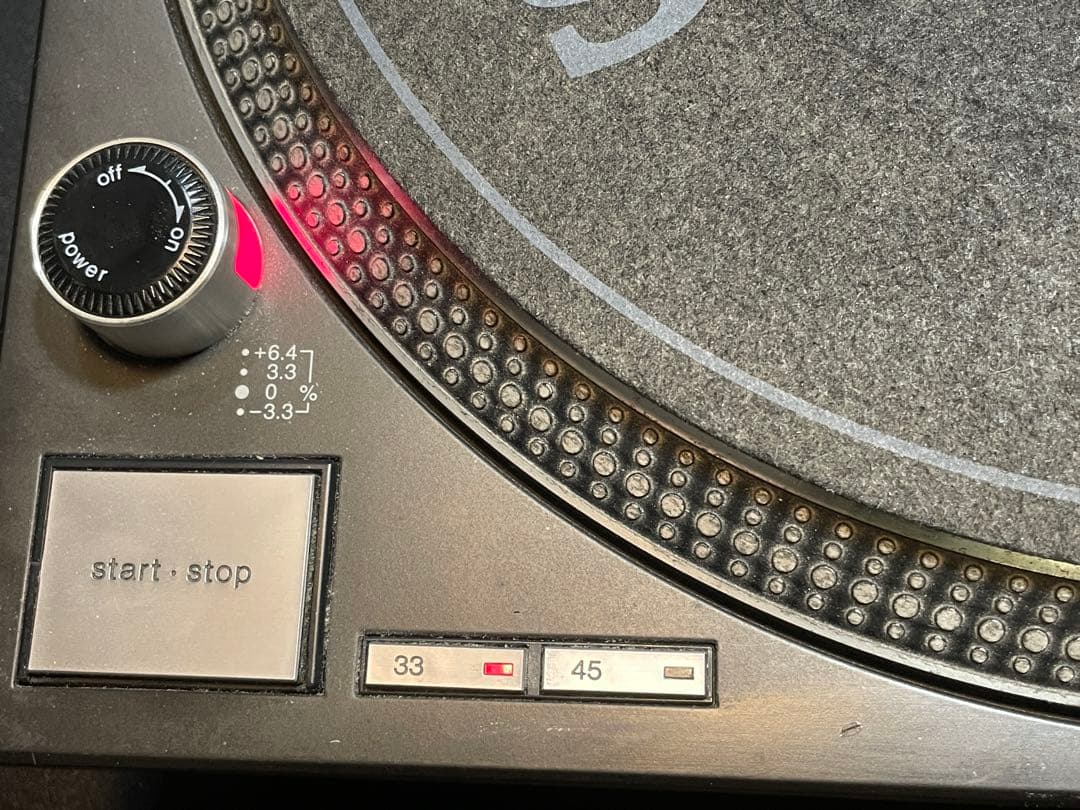 off
on
power
+6.4
3.3
0 %
−3.3
start · stop
33
45